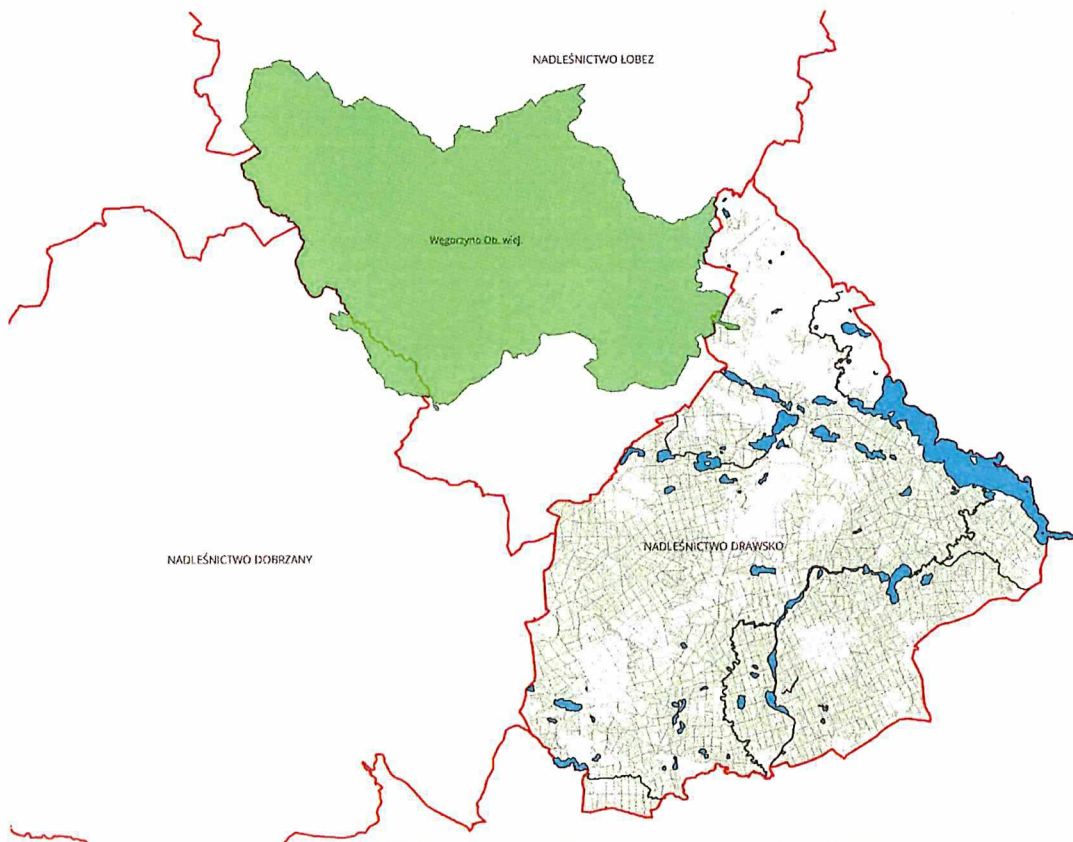 NADLEŚNICTWO ŁOBEZ
Węgorzyno Ob. wiej.
NADLEŚNICTWO DRAWSKO
NADLEŚNICTWO DOBRZANY